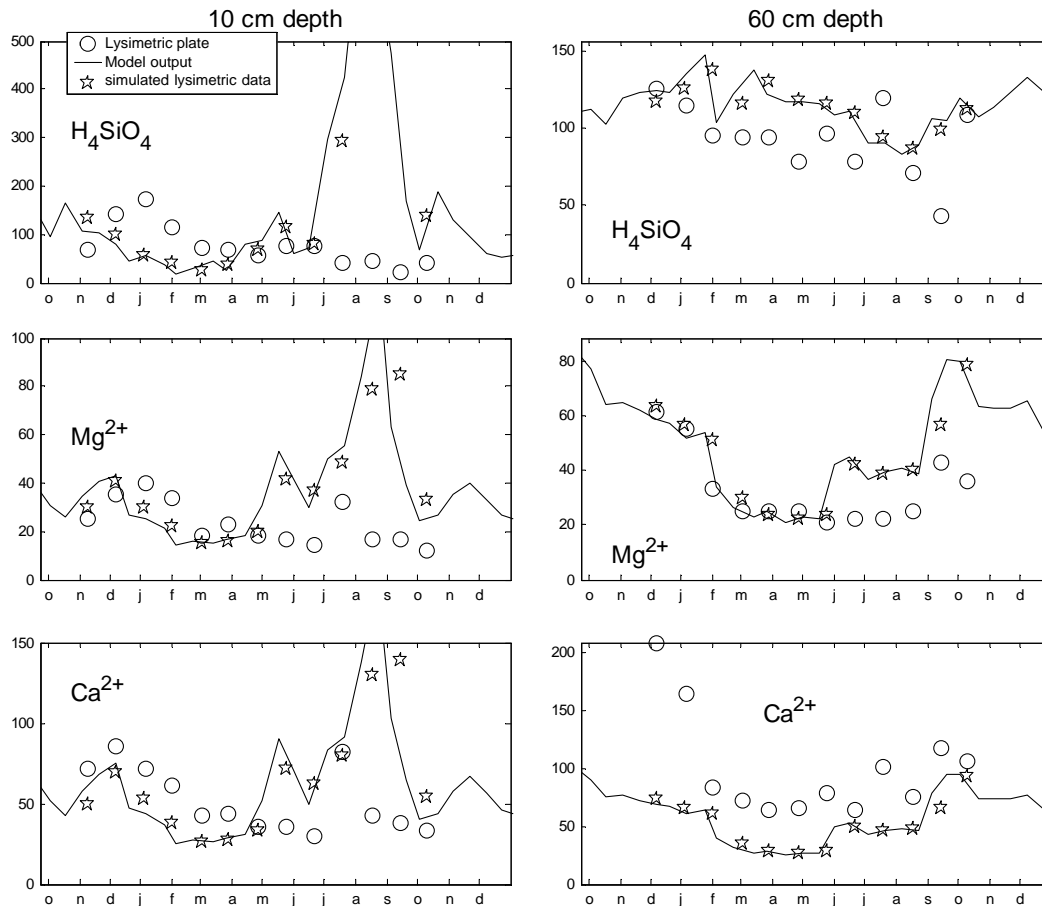 10 cm depth
60 cm depth
Lysimetric plate
Model output
simulated lysimetric data
500
400
300
200
100
0
H4SiO4
o n d j f m a m j j a s o n d
150
100
50
0
H4SiO4
o n d j f m a m j j a s o n d
100
80
60
40
20
0
Mg2+
o n d j f m a m j j a s o n d
80
60
40
20
0
Mg2+
o n d j f m a m j j a s o n d
150
100
50
0
Ca2+
o n d j f m a m j j a s o n d
200
150
100
50
0
Ca2+
o n d j f m a m j j a s o n d